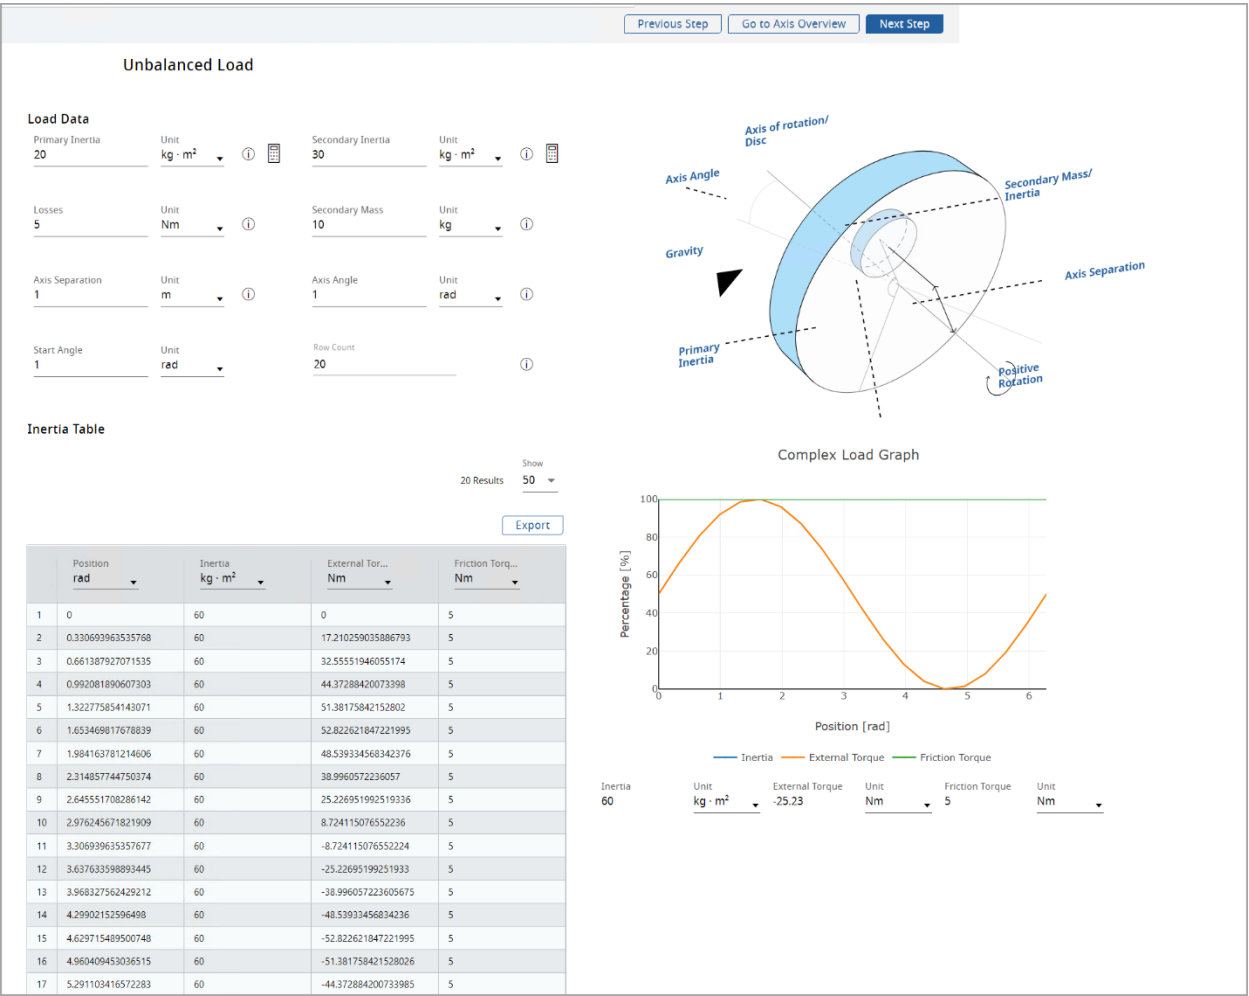 Previous Step Go to Axis Overview Next Step
Unbalanced Load
Load Data
Primary Inertia Unit Secondary Inertia Unit
20 kg · m² 30 kg · m²
Losses Unit Secondary Mass Unit
5 Nm 10 kg
Axis Separation Unit Axis Angle Unit
1 m 1 rad
Start Angle Unit Row Count
1 rad 20
Axis of rotation/
Disc
Axis Angle
Secondary Mass/
Inertia
Gravity
Axis Separation
Primary
Inertia
Positive
Rotation
Inertia Table
Show
20 Results 50
Export
Position Inertia External Tor... Friction Torq...
rad kg · m² Nm Nm
1 0 60 0 5
2 0.330693963535768 60 17.210259035886793 5
3 0.661387927071535 60 32.55551946055174 5
4 0.992081890607303 60 44.37288420073398 5
5 1.322775854143071 60 51.38175842152802 5
6 1.653469817678839 60 52.822621847221995 5
7 1.984163781214606 60 48.539334568342376 5
8 2.314857744750374 60 38.9960572236057 5
9 2.645551708286142 60 25.226951992519336 5
10 2.976245671821909 60 8.724115076552236 5
11 3.306939635357677 60 -8.724115076552224 5
12 3.637633598893445 60 -25.22695199251933 5
13 3.968327562429212 60 -38.996057223605675 5
14 4.29902152596498 60 -48.53933456834236 5
15 4.629715489500748 60 -52.822621847221995 5
16 4.960409453036515 60 -51.381758421528026 5
17 5.291103416572283 60 -44.372884200733985 5
Complex Load Graph
100
80
60
40
20
0
Percentage [%]
0 1 2 3 4 5 6
Position [rad]
Inertia External Torque Friction Torque
Inertia Unit External Torque Unit Friction Torque Unit
60 kg · m² -25.23 Nm 5 Nm